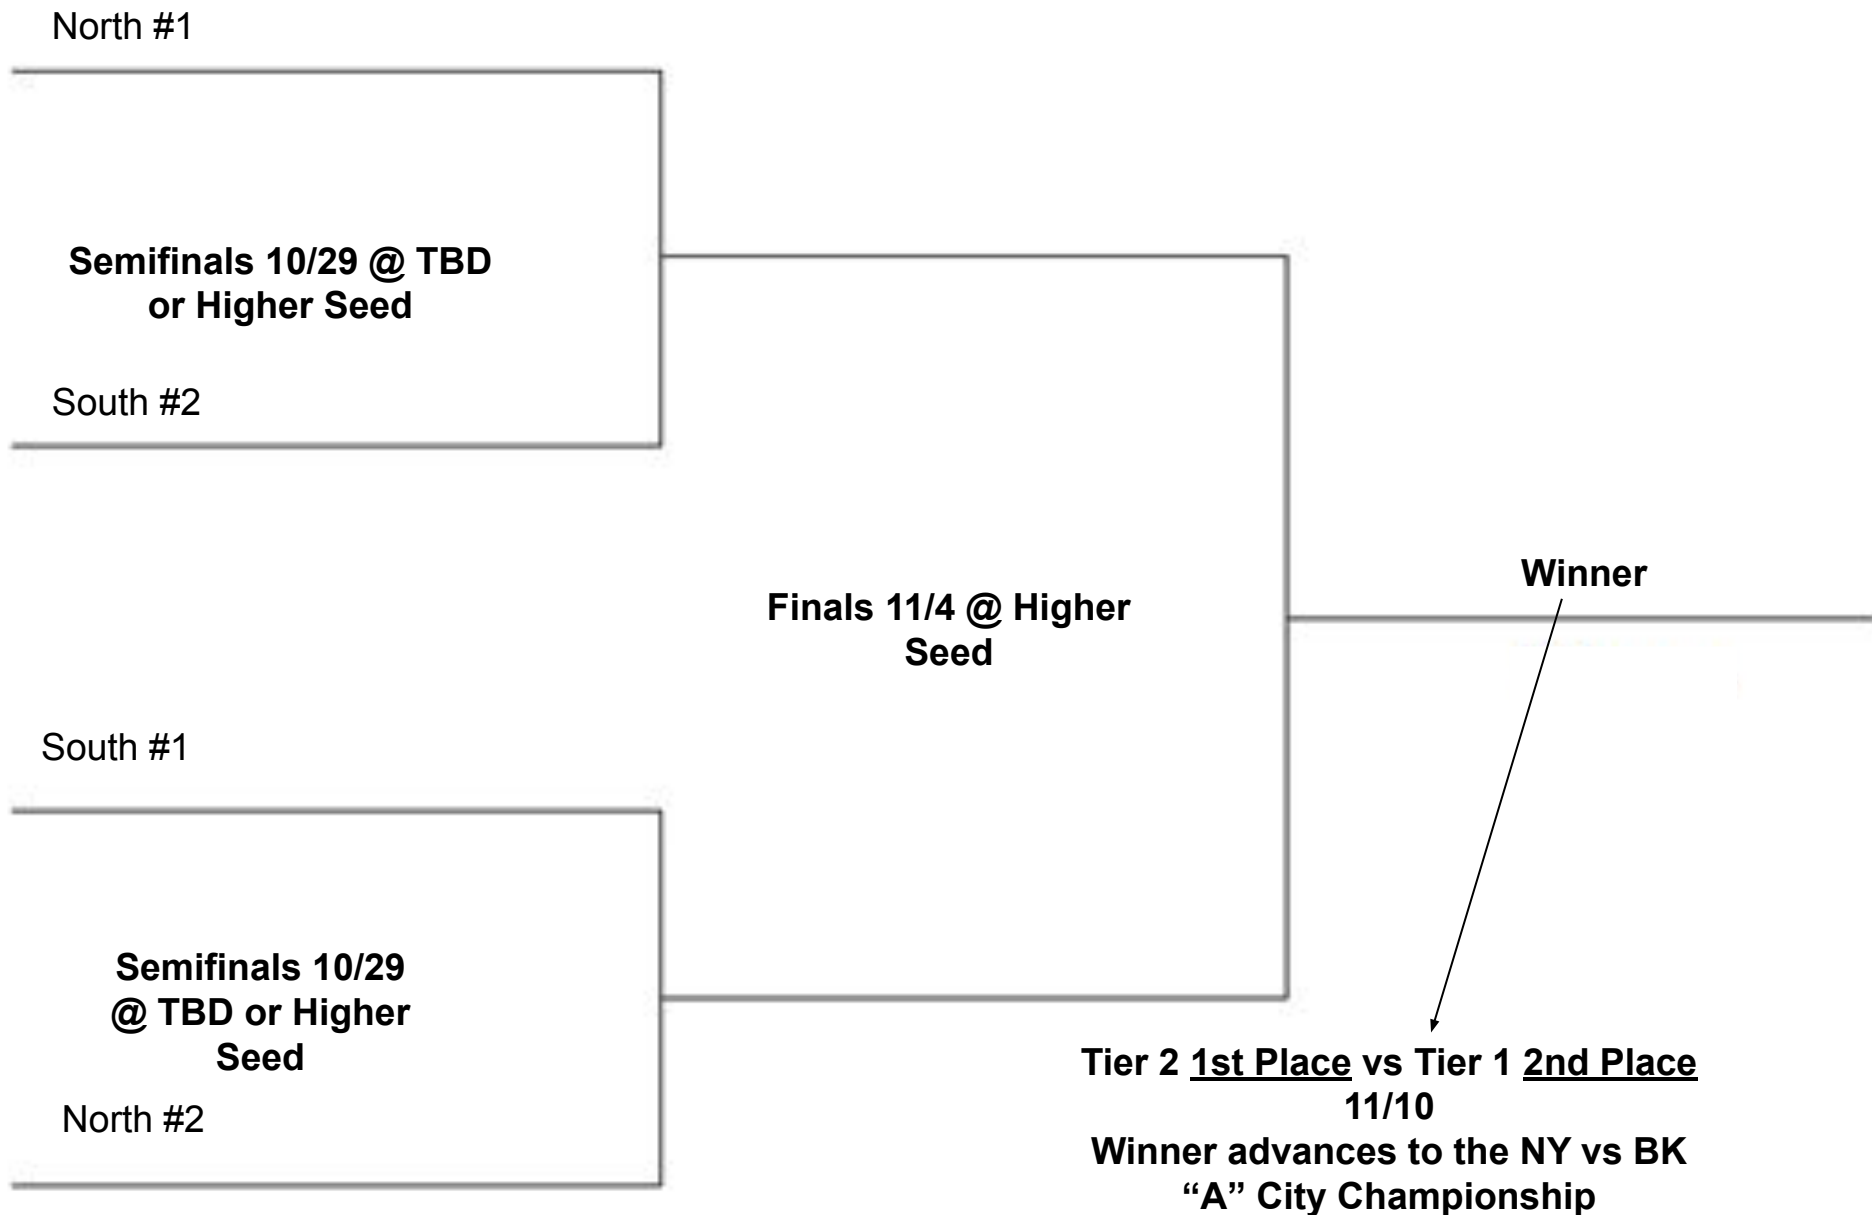 North #1
Semifinals 10/29 @ TBD
or Higher Seed
South #2
Finals 11/4 @ Higher
Seed
Winner
South #1
Semifinals 10/29
@ TBD or Higher
Seed
North #2
Tier 2 1st Place vs Tier 1 2nd Place
11/10
Winner advances to the NY vs BK
“A” City Championship